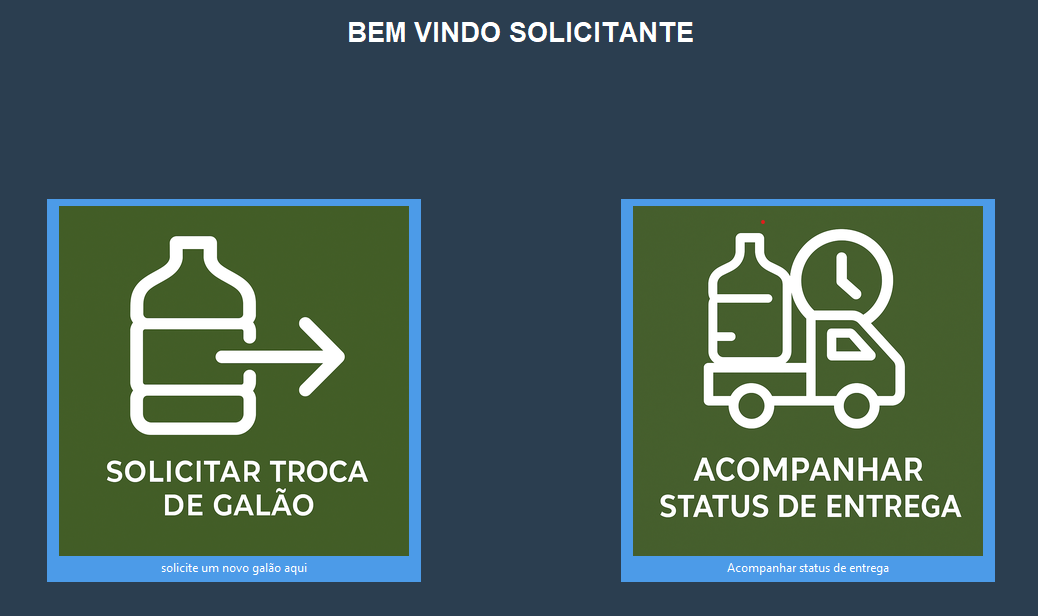 BEM VINDO SOLICITANTE
SOLICITAR TROCA
DE GALÃO
solicite um novo galão aqui
ACOMPANHAR
STATUS DE ENTREGA
Acompanhar status de entrega